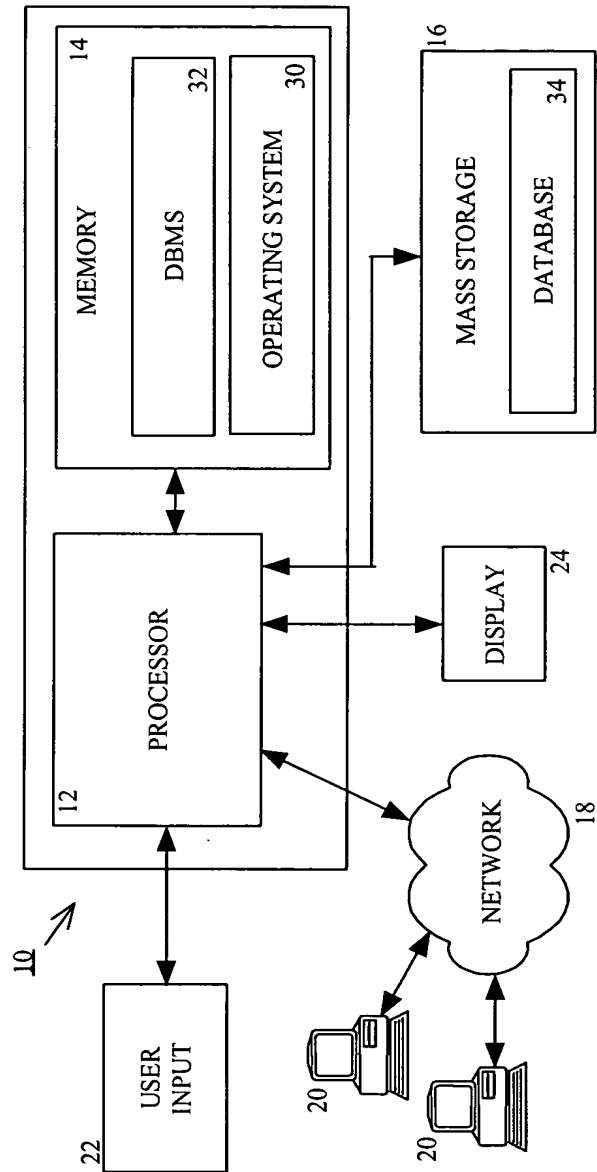 10
22
USER
INPUT
12
PROCESSOR
MEMORY
14
DBMS
32
OPERATING SYSTEM
30
20
20
NETWORK
18
DISPLAY
24
16
MASS STORAGE
DATABASE
34